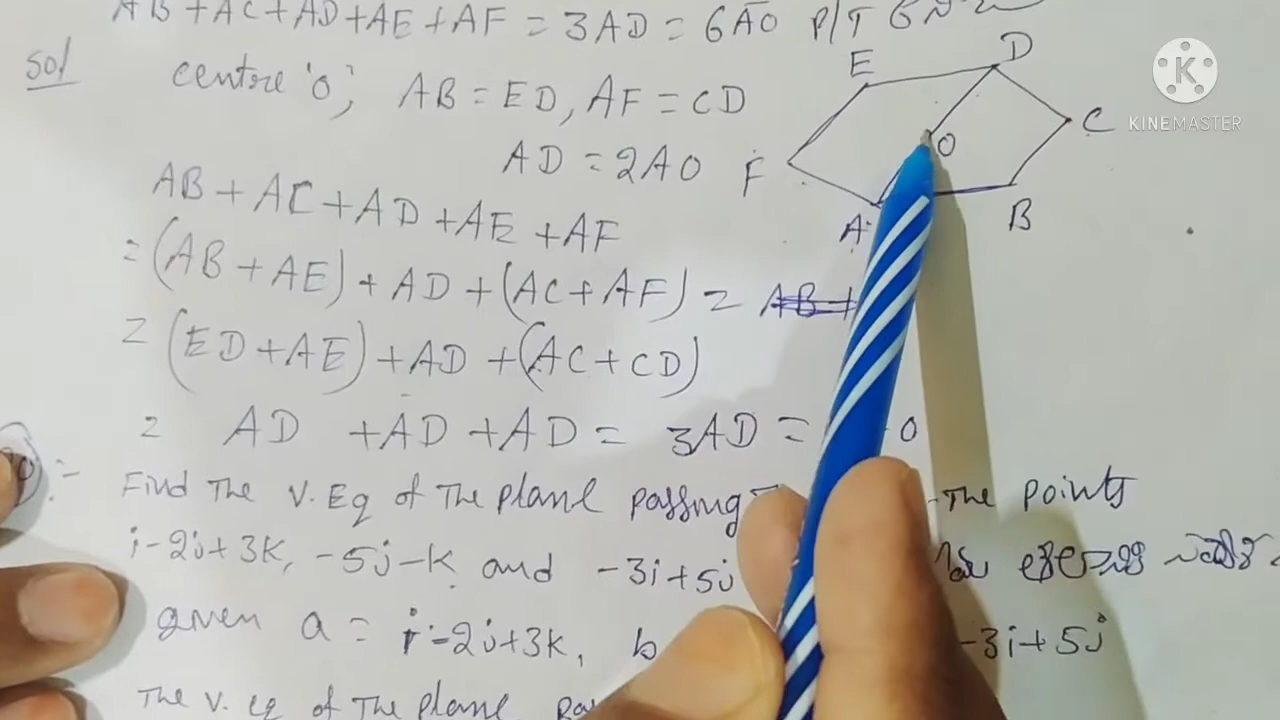 AB + AC + AD + AE + AF = 3AD = 6AO P/T
Sol centre 'O', AB = ED, AF = CD
AD = 2AO
AB + AC + AD + AE + AF
= (AB + AE) + AD + (AC + AF) =
= (ED + AE) + AD + (AC + CD)
= AD + AD + AD = 3AD = O
Find The V. Eq of The plane passing The points
i-2j+3k, -5j-k and -3i+5j
given a = i-2j+3k, b -3i+5j
The V. Eq of The plane
E
D
C
O
F
A
B
K
KINEMASTER